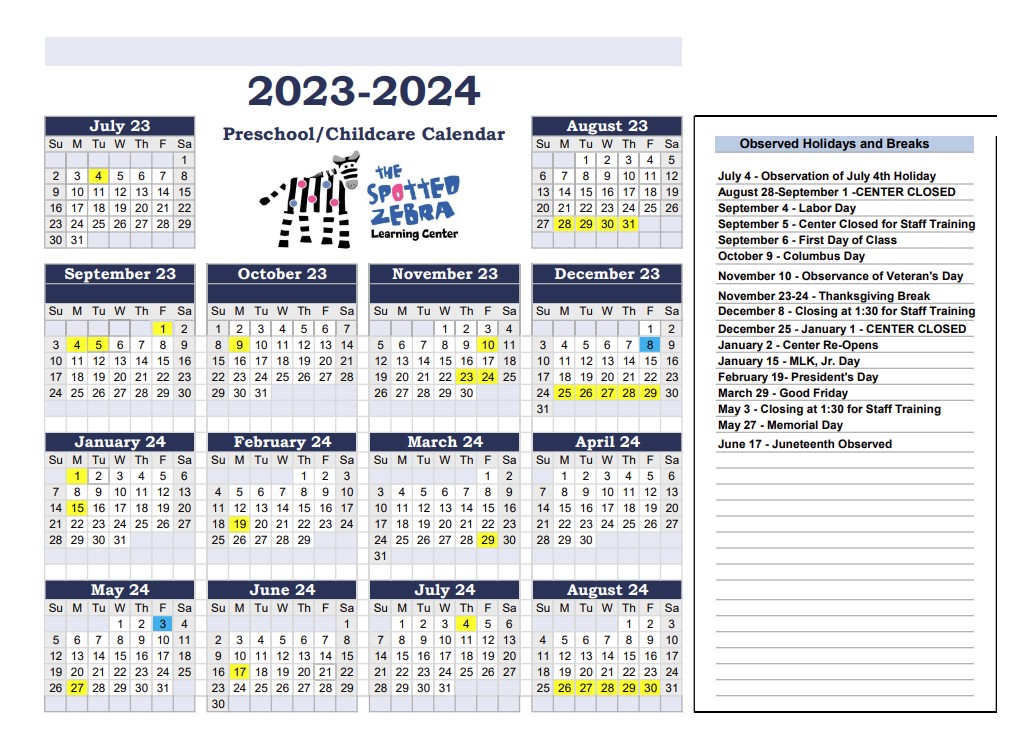 2023-2024
Preschool/Childcare Calendar
THE
SPOTTED
ZEBRA
Learning Center
July 23
Su M Tu W Th F Sa
1
2 3 4 5 6 7 8
9 10 11 12 13 14 15
16 17 18 19 20 21 22
23 24 25 26 27 28 29
30 31
August 23
Su M Tu W Th F Sa
1 2 3 4 5
6 7 8 9 10 11 12
13 14 15 16 17 18 19
20 21 22 23 24 25 26
27 28 29 30 31
September 23
Su M Tu W Th F Sa
1 2
3 4 5 6 7 8 9
10 11 12 13 14 15 16
17 18 19 20 21 22 23
24 25 26 27 28 29 30
October 23
Su M Tu W Th F Sa
1 2 3 4 5 6 7
8 9 10 11 12 13 14
15 16 17 18 19 20 21
22 23 24 25 26 27 28
29 30 31
November 23
Su M Tu W Th F Sa
1 2 3 4
5 6 7 8 9 10 11
12 13 14 15 16 17 18
19 20 21 22 23 24 25
26 27 28 29 30
December 23
Su M Tu W Th F Sa
1 2
3 4 5 6 7 8 9
10 11 12 13 14 15 16
17 18 19 20 21 22 23
24 25 26 27 28 29 30
31
January 24
Su M Tu W Th F Sa
1 2 3 4 5 6
7 8 9 10 11 12 13
14 15 16 17 18 19 20
21 22 23 24 25 26 27
28 29 30 31
February 24
Su M Tu W Th F Sa
1 2 3
4 5 6 7 8 9 10
11 12 13 14 15 16 17
18 19 20 21 22 23 24
25 26 27 28 29
March 24
Su M Tu W Th F Sa
1 2
3 4 5 6 7 8 9
10 11 12 13 14 15 16
17 18 19 20 21 22 23
24 25 26 27 28 29 30
31
April 24
Su M Tu W Th F Sa
1 2 3 4 5 6
7 8 9 10 11 12 13
14 15 16 17 18 19 20
21 22 23 24 25 26 27
28 29 30
May 24
Su M Tu W Th F Sa
1 2 3 4
5 6 7 8 9 10 11
12 13 14 15 16 17 18
19 20 21 22 23 24 25
26 27 28 29 30 31
June 24
Su M Tu W Th F Sa
1
2 3 4 5 6 7 8
9 10 11 12 13 14 15
16 17 18 19 20 21 22
23 24 25 26 27 28 29
30
July 24
Su M Tu W Th F Sa
1 2 3 4 5 6
7 8 9 10 11 12 13
14 15 16 17 18 19 20
21 22 23 24 25 26 27
28 29 30 31
August 24
Su M Tu W Th F Sa
1 2 3
4 5 6 7 8 9 10
11 12 13 14 15 16 17
18 19 20 21 22 23 24
25 26 27 28 29 30 31
Observed Holidays and Breaks
July 4 - Observation of July 4th Holiday
August 28-September 1 -CENTER CLOSED
September 4 - Labor Day
September 5 - Center Closed for Staff Training
September 6 - First Day of Class
October 9 - Columbus Day
November 10 - Observance of Veteran's Day
November 23-24 - Thanksgiving Break
December 8 - Closing at 1:30 for Staff Training
December 25 - January 1 - CENTER CLOSED
January 2 - Center Re-Opens
January 15 - MLK, Jr. Day
February 19- President's Day
March 29 - Good Friday
May 3 - Closing at 1:30 for Staff Training
May 27 - Memorial Day
June 17 - Juneteenth Observed